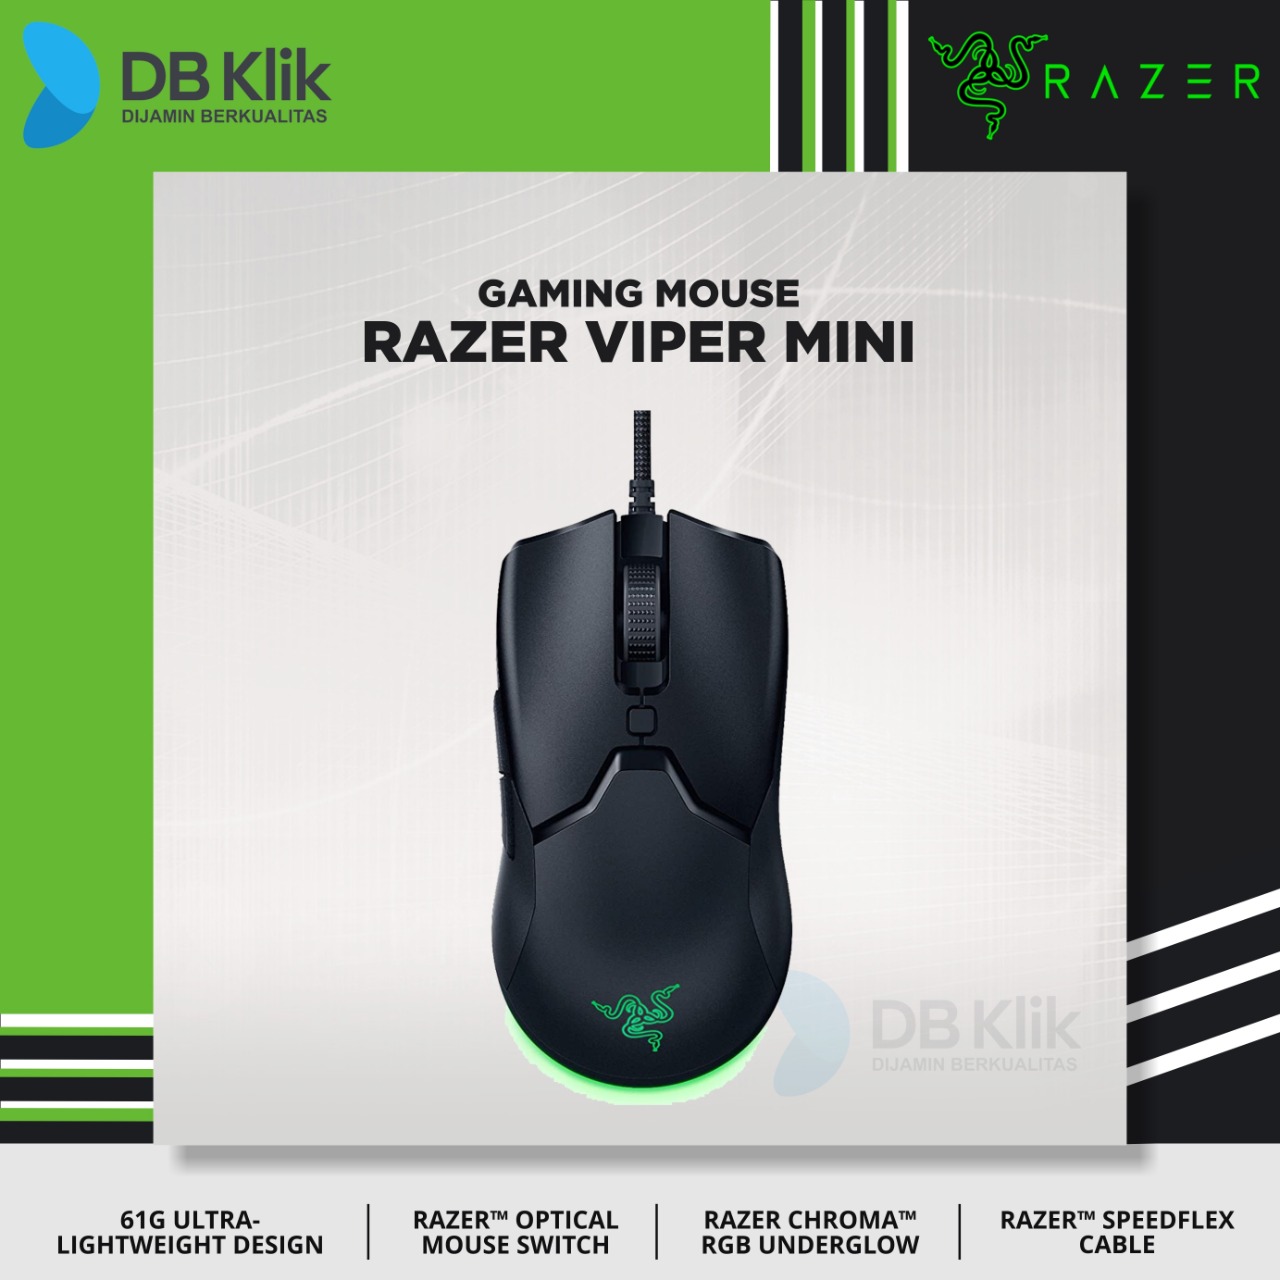 DB Klik
DIJAMIN BERKUALITAS
RAZER
GAMING MOUSE
RAZER VIPER MINI
DB Klik
DIJAMIN BERKUALITAS
61G ULTRA-
LIGHTWEIGHT DESIGN
RAZER™ OPTICAL
MOUSE SWITCH
RAZER CHROMA™
RGB UNDERGLOW
RAZER™ SPEEDFLEX
CABLE